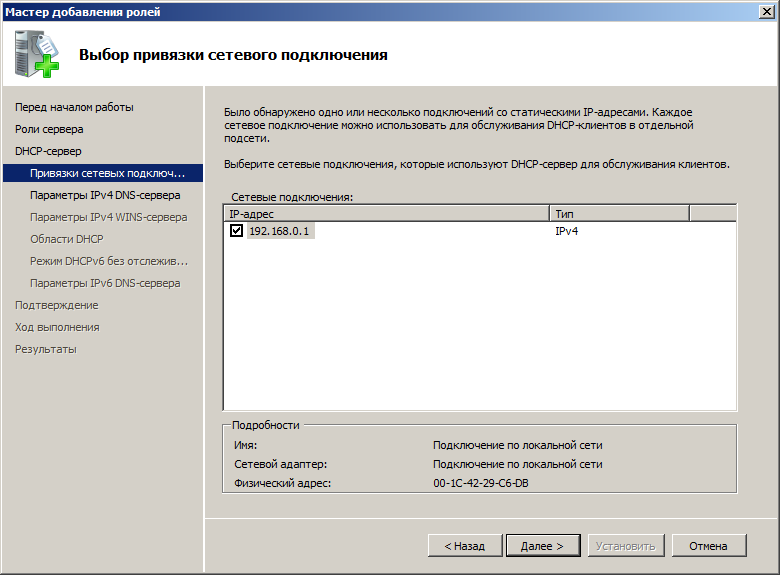 Мастер добавления ролей
Выбор привязки сетевого подключения
Перед началом работы
Роли сервера
DHCP-сервер
Привязки сетевых подключ...
Параметры IPv4 DNS-сервера
Параметры IPv4 WINS-сервера
Области DHCP
Режим DHCPv6 без отслежив...
Параметры IPv6 DNS-сервера
Подтверждение
Ход выполнения
Результаты
Было обнаружено одно или несколько подключений со статическими IP-адресами. Каждое
сетевое подключение можно использовать для обслуживания DHCP-клиентов в отдельной
подсети.
Выберите сетевые подключения, которые использует DHCP-сервер для обслуживания клиентов.
Сетевые подключения:
IP-адрес Тип
192.168.0.1 IPv4
Подробности
Имя: Подключение по локальной сети
Сетевой адаптер: Подключение по локальной сети
Физический адрес: 00-1C-42-29-C6-DB
< Назад Далее > Установить Отмена